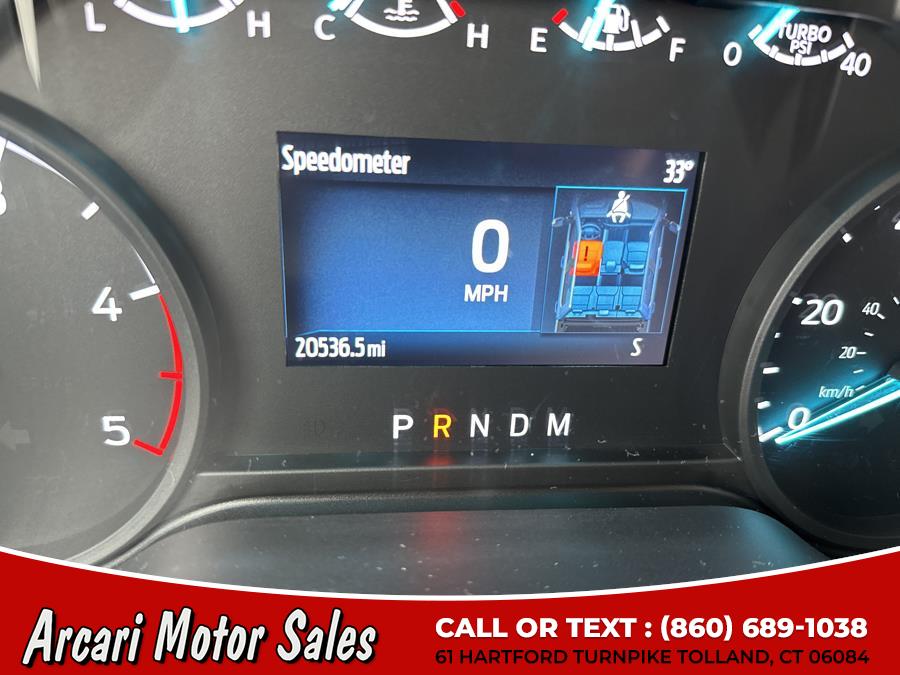 L H C H E F 0 TURBO PSI 40
Speedometer 33°
0
MPH
20536.5 mi S
4
5
20 40
20
km/h
0
P R N D M
Arcari Motor Sales
CALL OR TEXT : (860) 689-1038
61 HARTFORD TURNPIKE TOLLAND, CT 06084